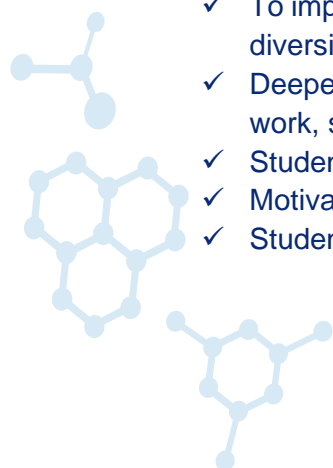 ✓ To imp
diversi
✓ Deepe
work, s
✓ Studer
✓ Motiva
✓ Studer